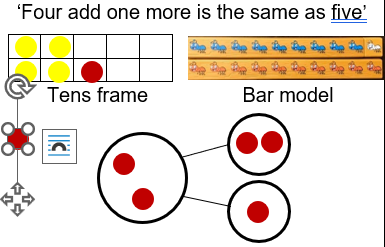 ‘Four add one more is the same as five’
Tens frame
Bar model